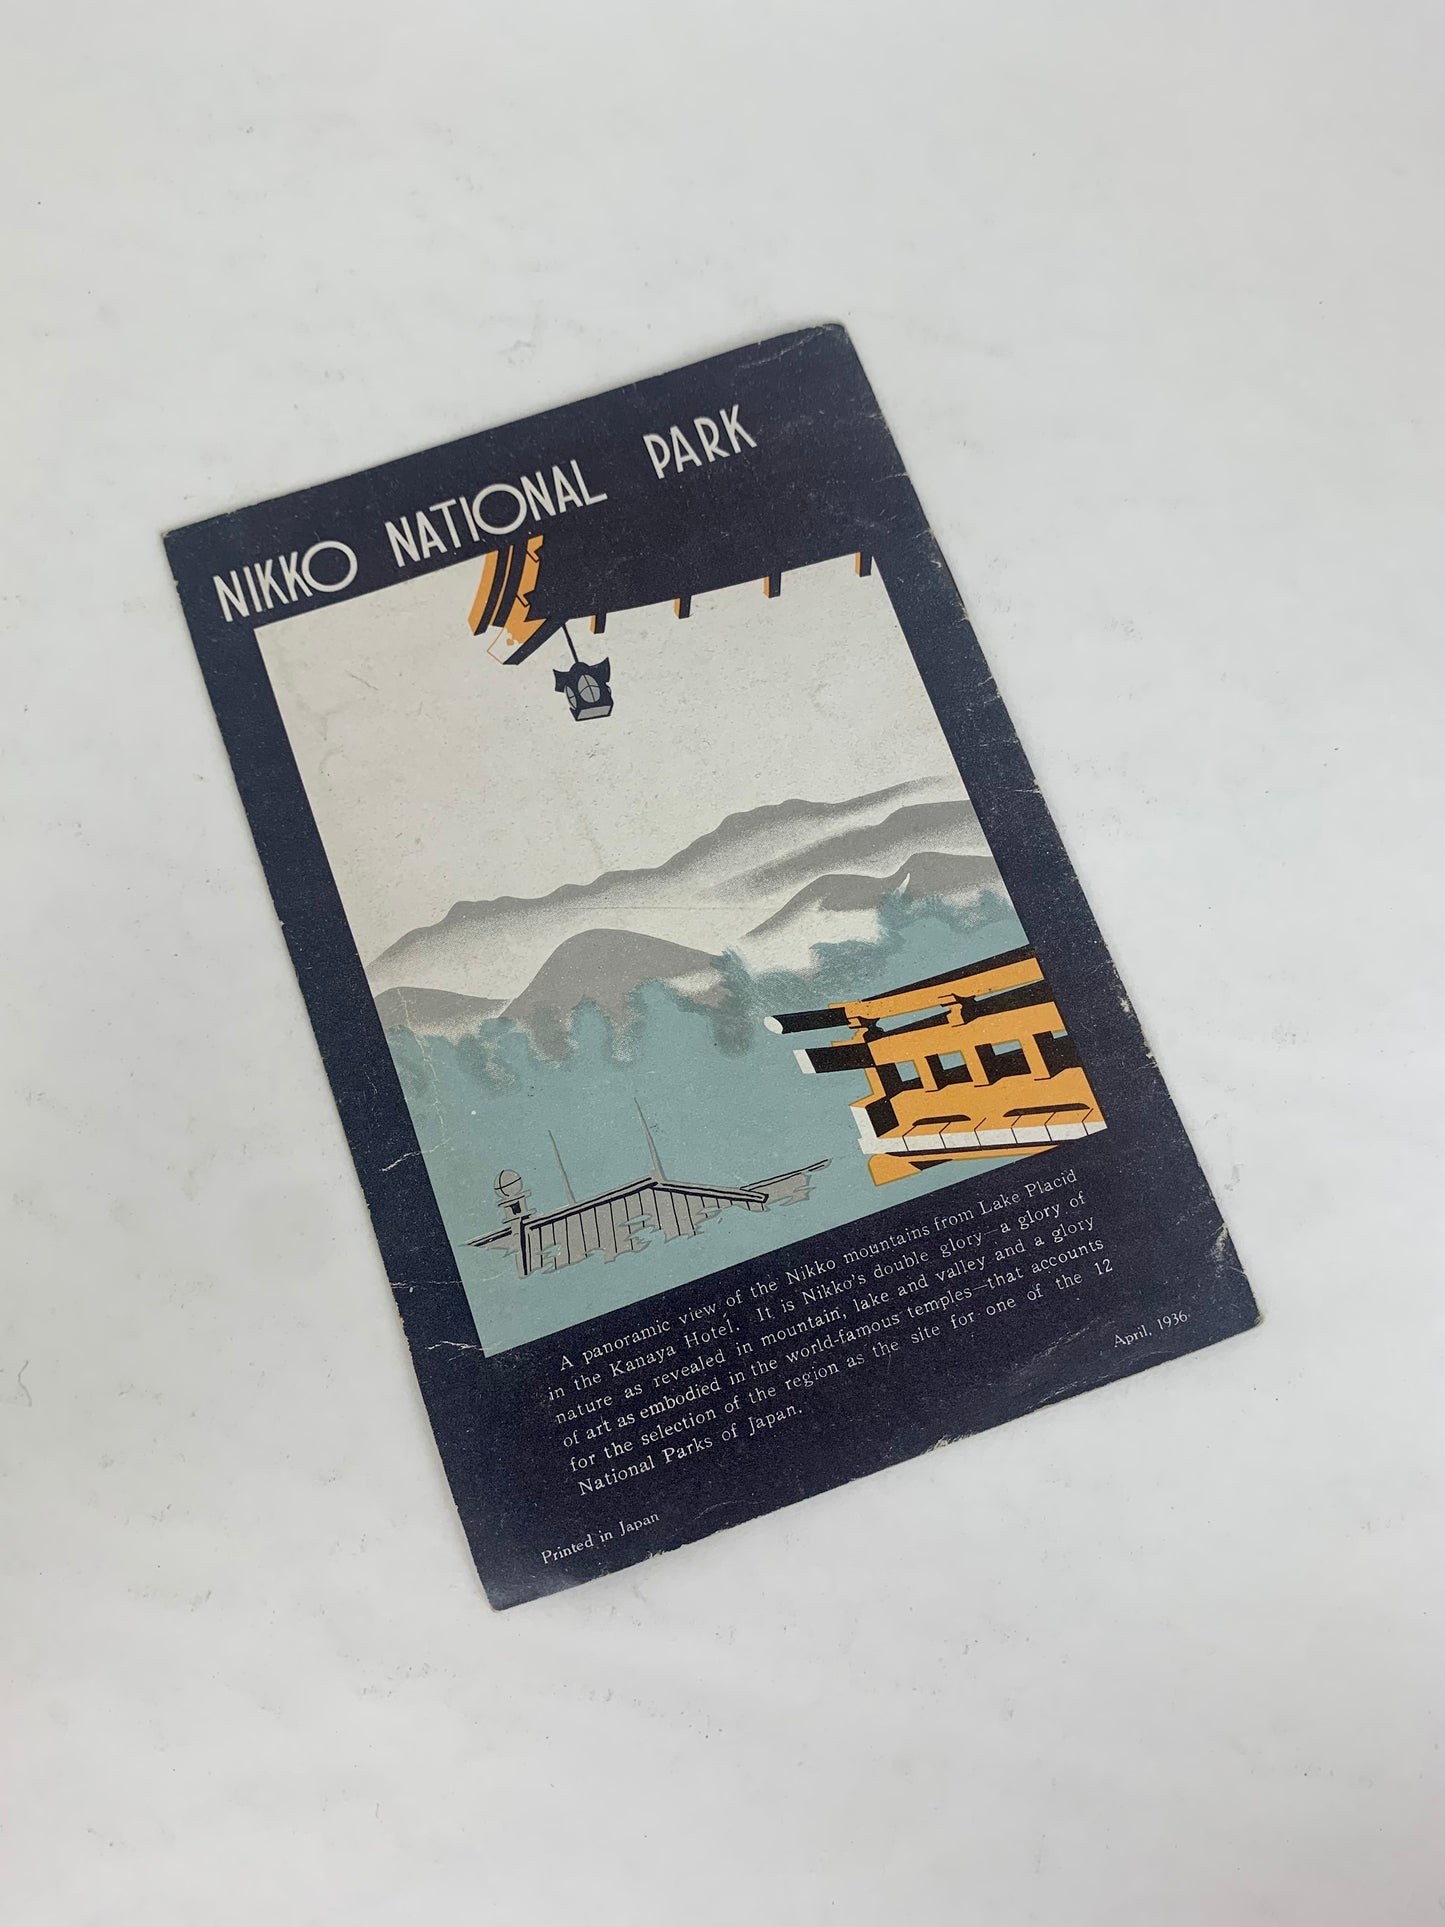 NIKKO NATIONAL PARK
A panoramic view of the Nikko mountains from Lake Placid
in the Kanaya Hotel. It is Nikko's double glory—a glory of
nature as revealed in mountain, lake and valley and a glory
of art as embodied in the world-famous temples—that accounts
for the selection of the region as the site for one of the 12
National Parks of Japan.
April, 1936.
Printed in Japan